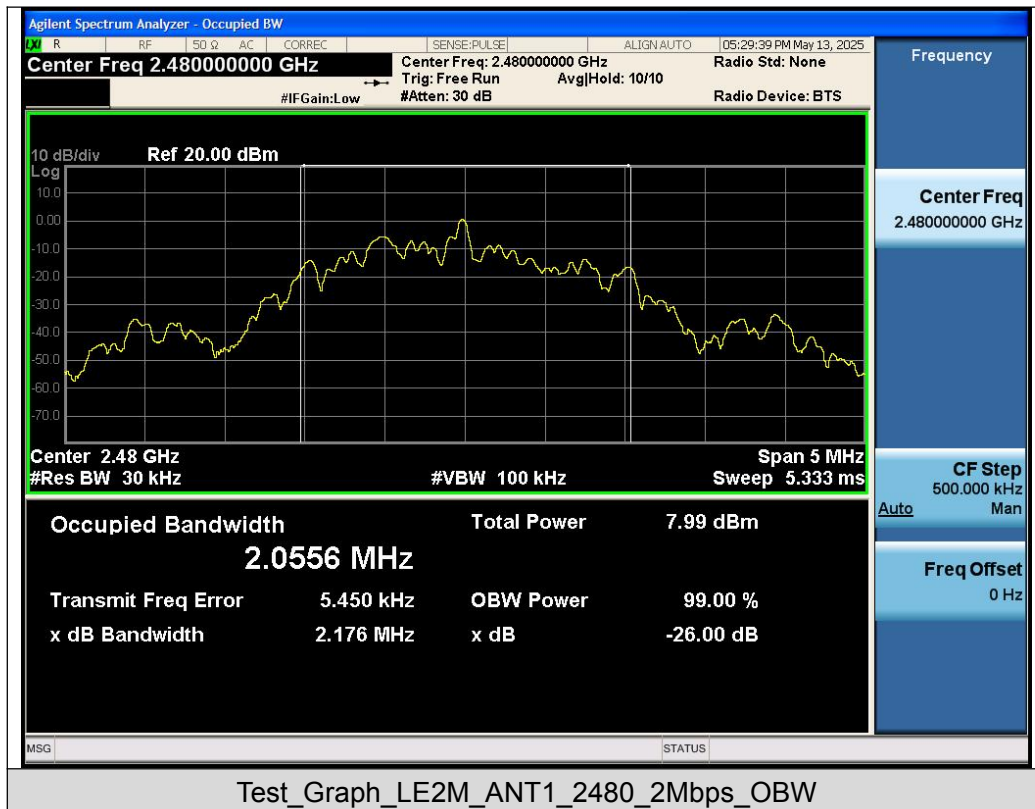 Agilent Spectrum Analyzer - Occupied BW
LXI R RF 50 Ω AC CORREC SENSE:PULSE ALIGN AUTO 05:29:39 PM May 13, 2025
Center Freq 2.480000000 GHz
Center Freq: 2.480000000 GHz Radio Std: None
Trig: Free Run Avg|Hold: 10/10
#IFGain:Low #Atten: 30 dB Radio Device: BTS
Frequency
10 dB/div Ref 20.00 dBm
Log
10.0
0.00
-10.0
-20.0
-30.0
-40.0
-50.0
-60.0
-70.0
Center Freq
2.480000000 GHz
Center 2.48 GHz Span 5 MHz
#Res BW 30 kHz #VBW 100 kHz Sweep 5.333 ms
CF Step
500.000 kHz
Auto Man
Occupied Bandwidth Total Power 7.99 dBm
2.0556 MHz
Freq Offset
0 Hz
Transmit Freq Error 5.450 kHz OBW Power 99.00 %
x dB Bandwidth 2.176 MHz x dB -26.00 dB
MSG STATUS
Test_Graph_LE2M_ANT1_2480_2Mbps_OBW